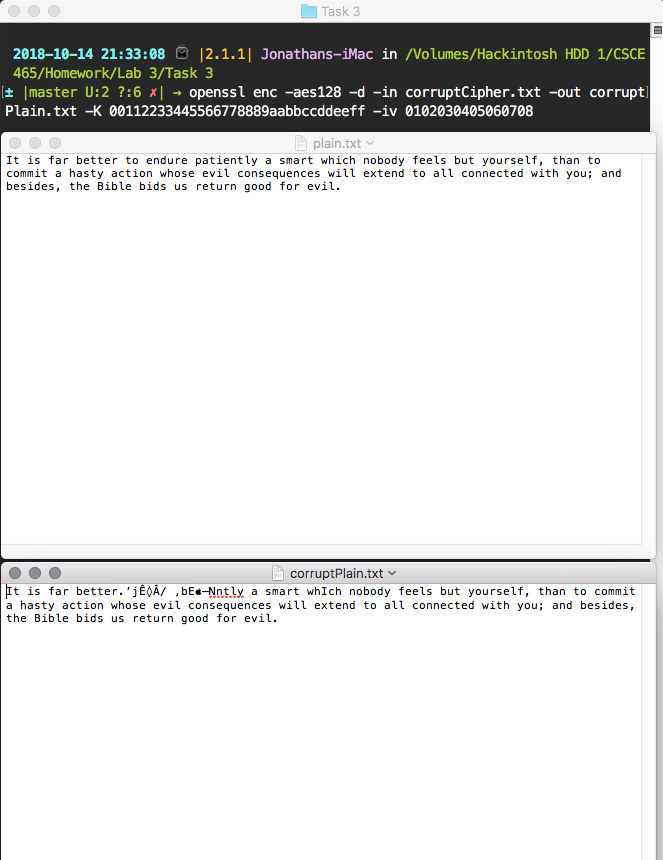 Task 3
2018-10-14 21:33:08 |2.1.1| Jonathans-iMac in /Volumes/Hackintosh HDD 1/CSCE
465/Homework/Lab 3/Task 3
± |master U:2 ?:6 ✗| → openssl enc -aes128 -d -in corruptCipher.txt -out corrupt
Plain.txt -K 00112233445566778889aabbccddeeff -iv 0102030405060708
plain.txt
It is far better to endure patiently a smart which nobody feels but yourself, than to
commit a hasty action whose evil consequences will extend to all connected with you; and
besides, the Bible bids us return good for evil.
corruptPlain.txt
It is far better.’jÊ◊Â/ ‚bE—Nntly a smart whIch nobody feels but yourself, than to commit
a hasty action whose evil consequences will extend to all connected with you; and besides,
the Bible bids us return good for evil.